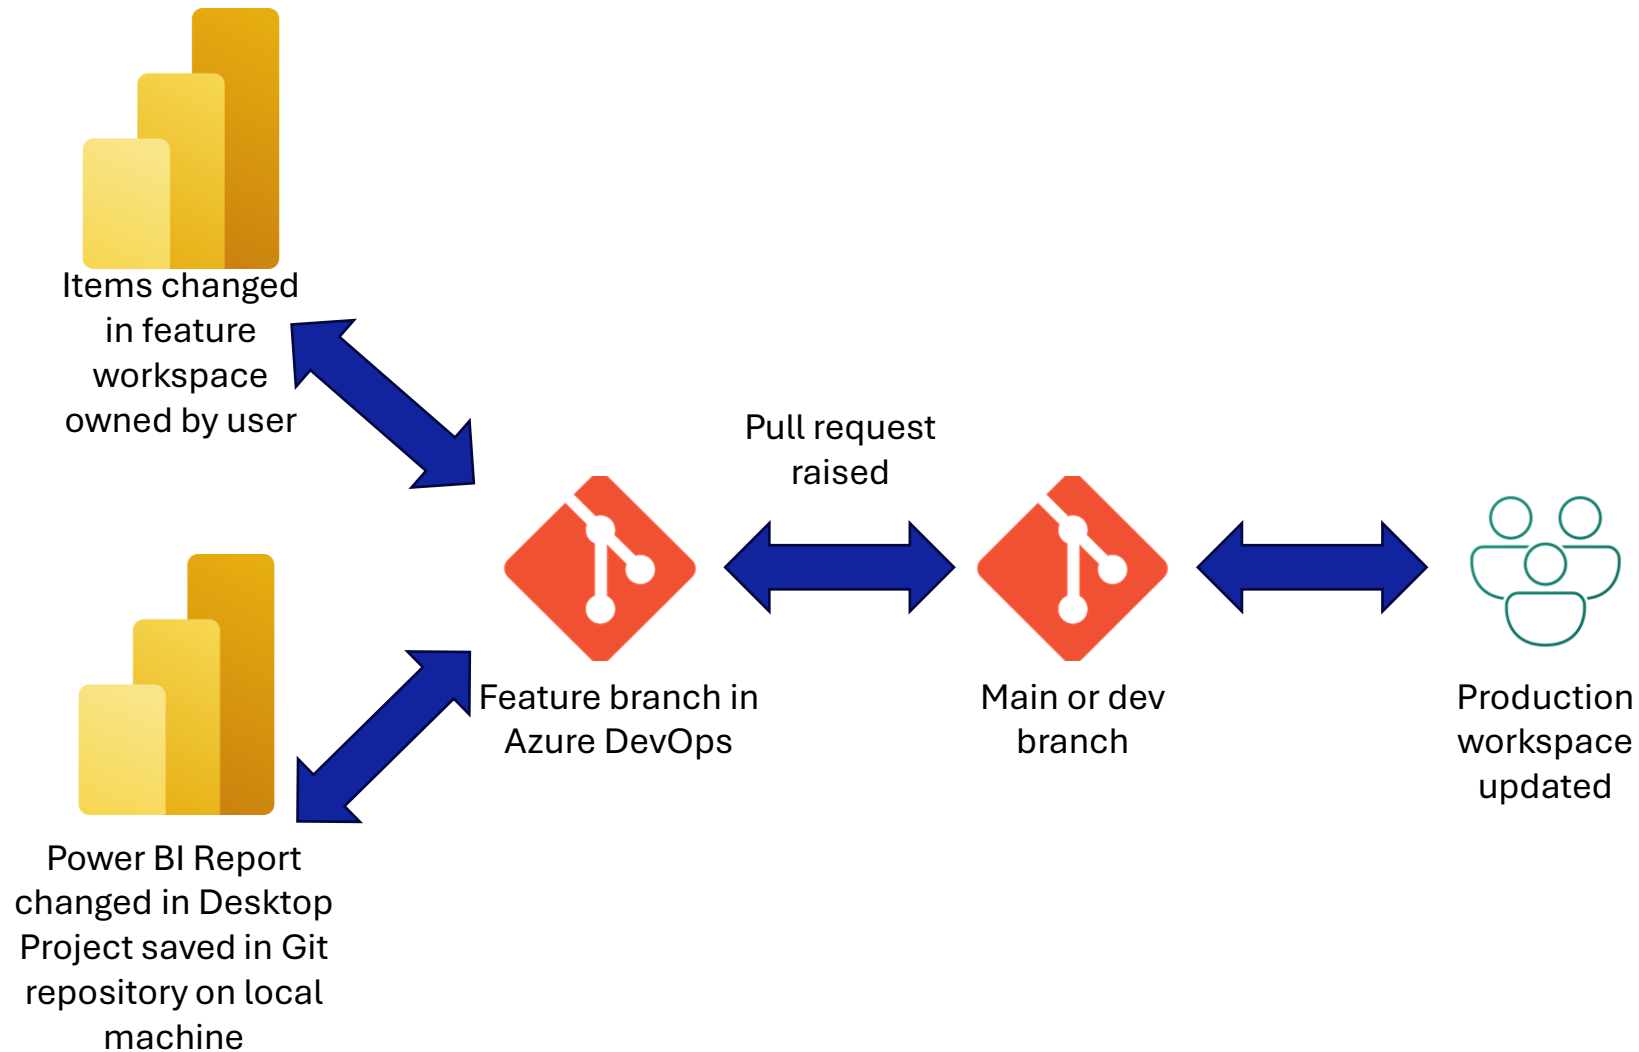 Items changed
in feature
workspace
owned by user
Pull request
raised
Feature branch in
Azure DevOps
Main or dev
branch
Production
workspace
updated
Power BI Report
changed in Desktop
Project saved in Git
repository on local
machine